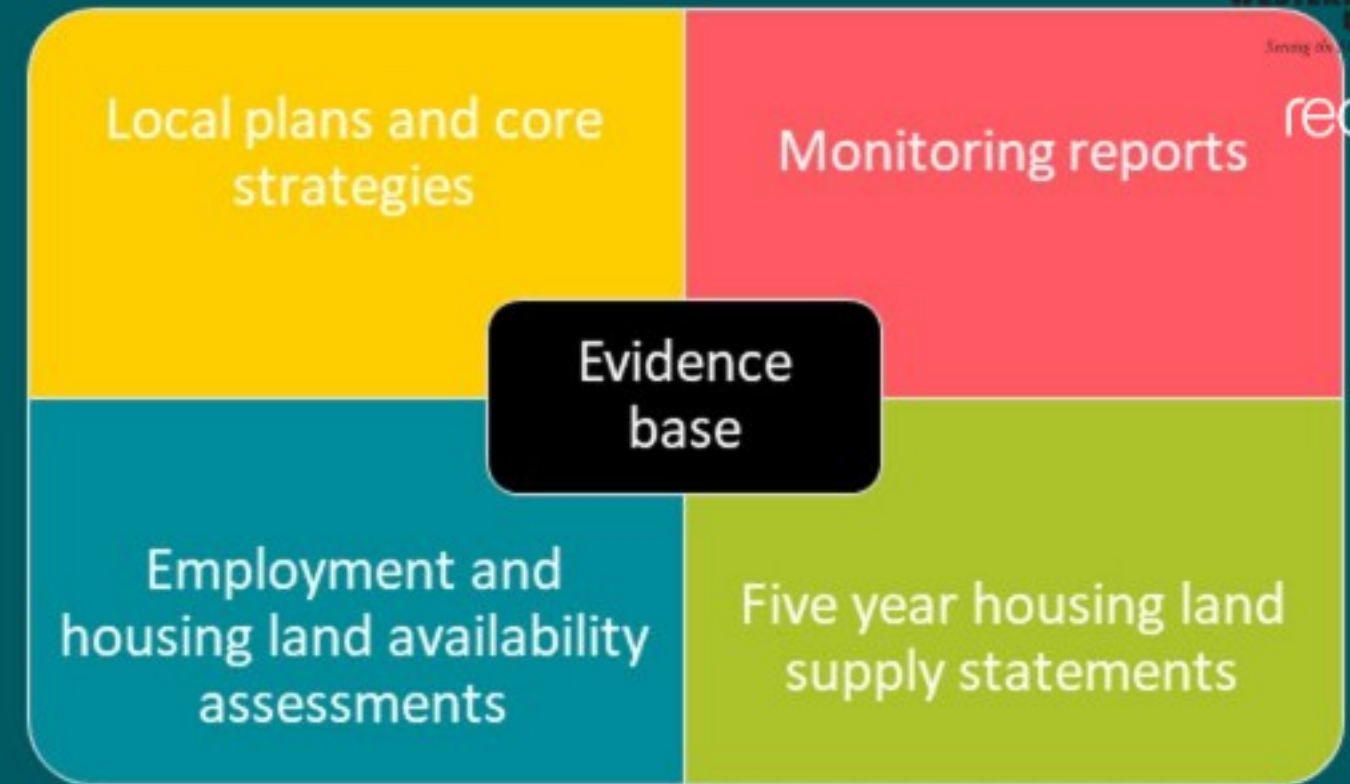 Local plans and core
strategies
Monitoring reports
Evidence
base
Employment and
housing land availability
assessments
Five year housing land
supply statements